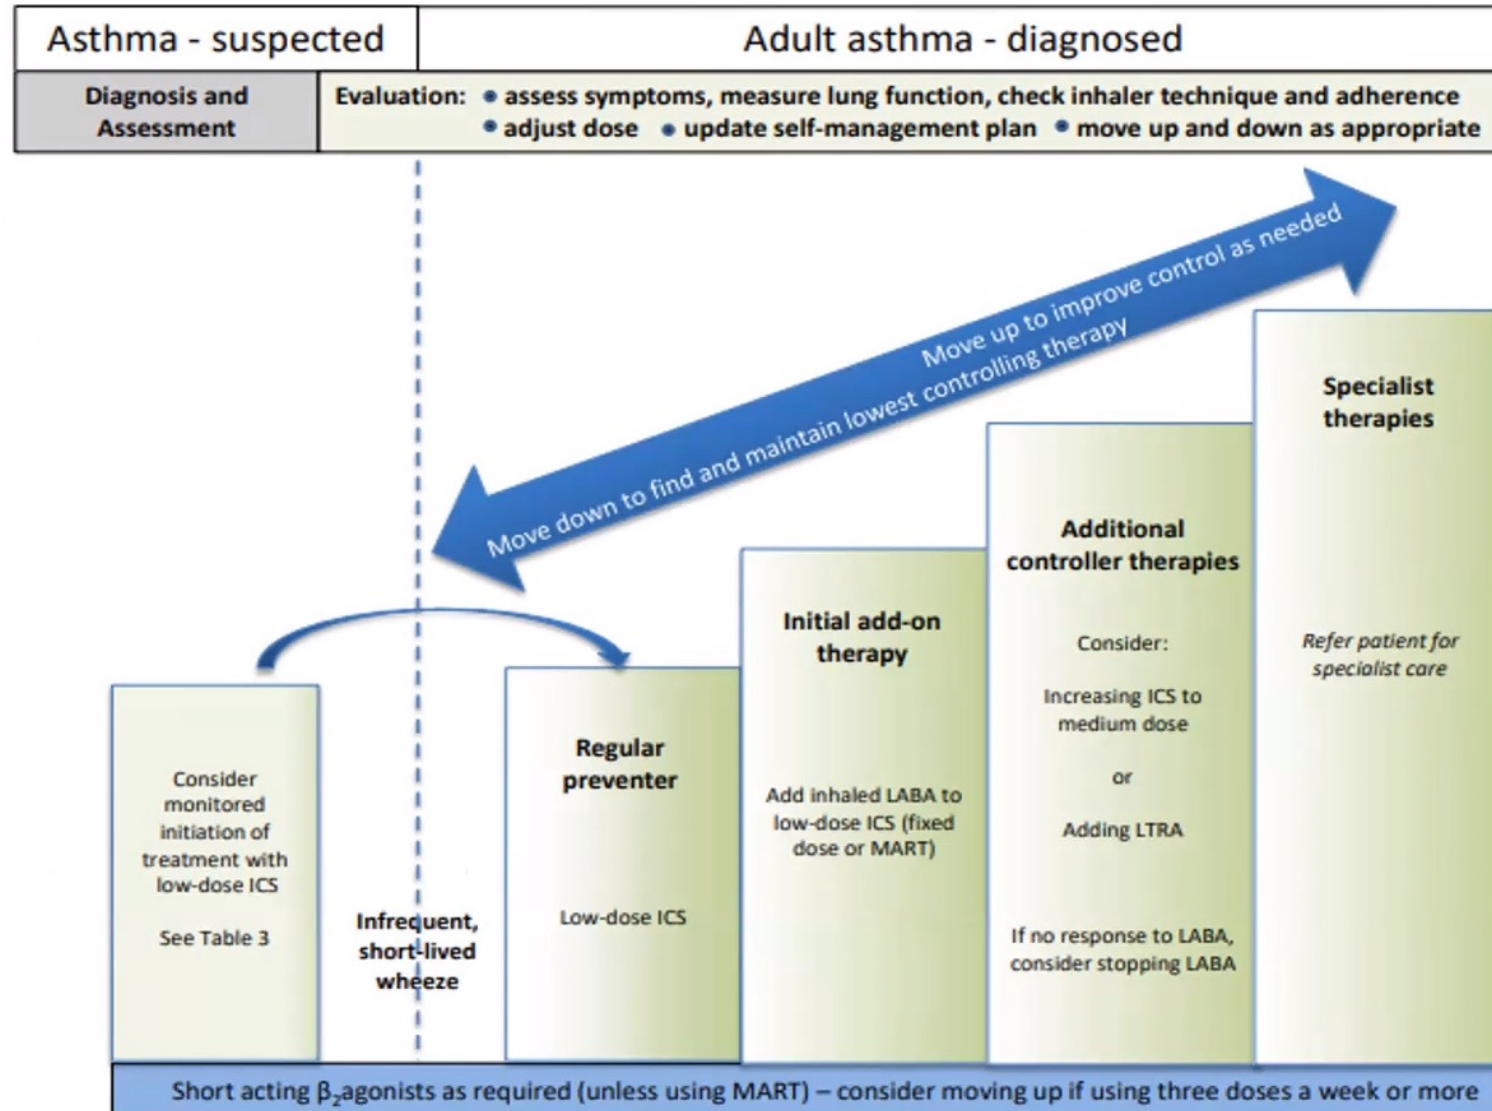 Asthma - suspected
Adult asthma - diagnosed
Diagnosis and
Assessment
Evaluation: • assess symptoms, measure lung function, check inhaler technique and adherence
• adjust dose • update self-management plan • move up and down as appropriate
Move up to improve control as needed
Move down to find and maintain lowest controlling therapy
Consider
monitored
initiation of
treatment with
low-dose ICS
See Table 3
Infrequent,
short-lived
wheeze
Regular
preventer
Low-dose ICS
Initial add-on
therapy
Add inhaled LABA to
low-dose ICS (fixed
dose or MART)
Additional
controller therapies
Consider:
Increasing ICS to
medium dose
or
Adding LTRA
If no response to LABA,
consider stopping LABA
Specialist
therapies
Refer patient for
specialist care
Short acting β₂agonists as required (unless using MART) – consider moving up if using three doses a week or more